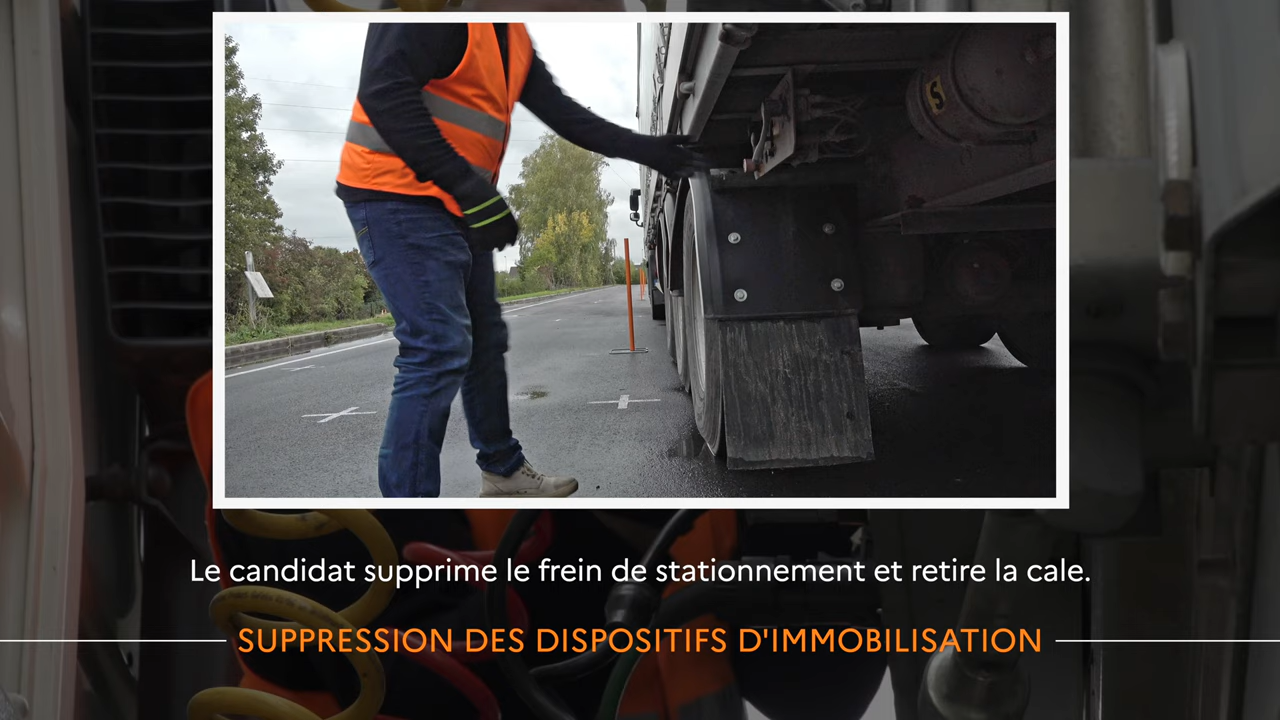 S
Le candidat supprime le frein de stationnement et retire la cale.
SUPPRESSION DES DISPOSITIFS D'IMMOBILISATION